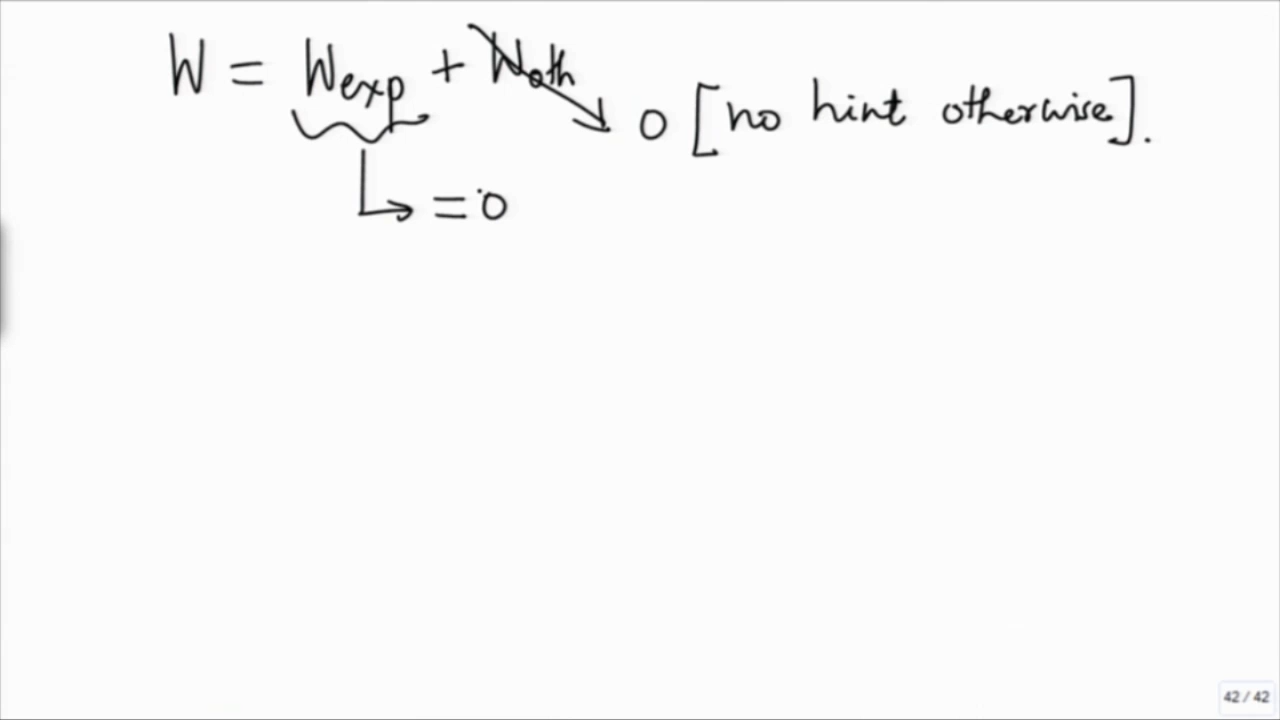 W = Wexp + Woth → 0 [no hint otherwise].
↳ = 0
42 / 42